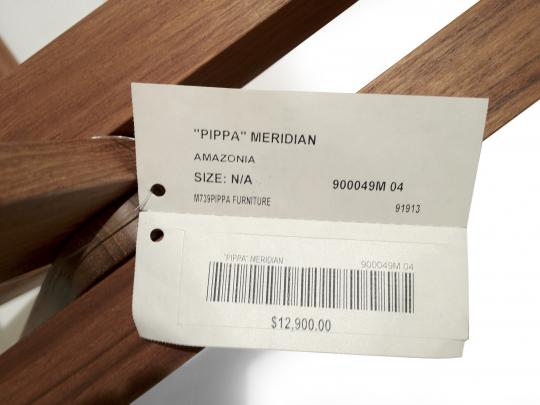 "PIPPA" MERIDIAN
AMAZONIA
SIZE: N/A 900049M 04
M739PIPPA FURNITURE 91913
"PIPPA" MERIDIAN 900049M 04
$12,900.00